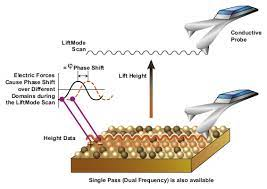 LiftMode
Scan
Conductive
Probe
= φ Phase Shift
Electric Forces
Cause Phase Shift
over Different
Domains during
the LiftMode Scan
Lift Height
Height Data
Single Pass (Dual Frequency) is also available